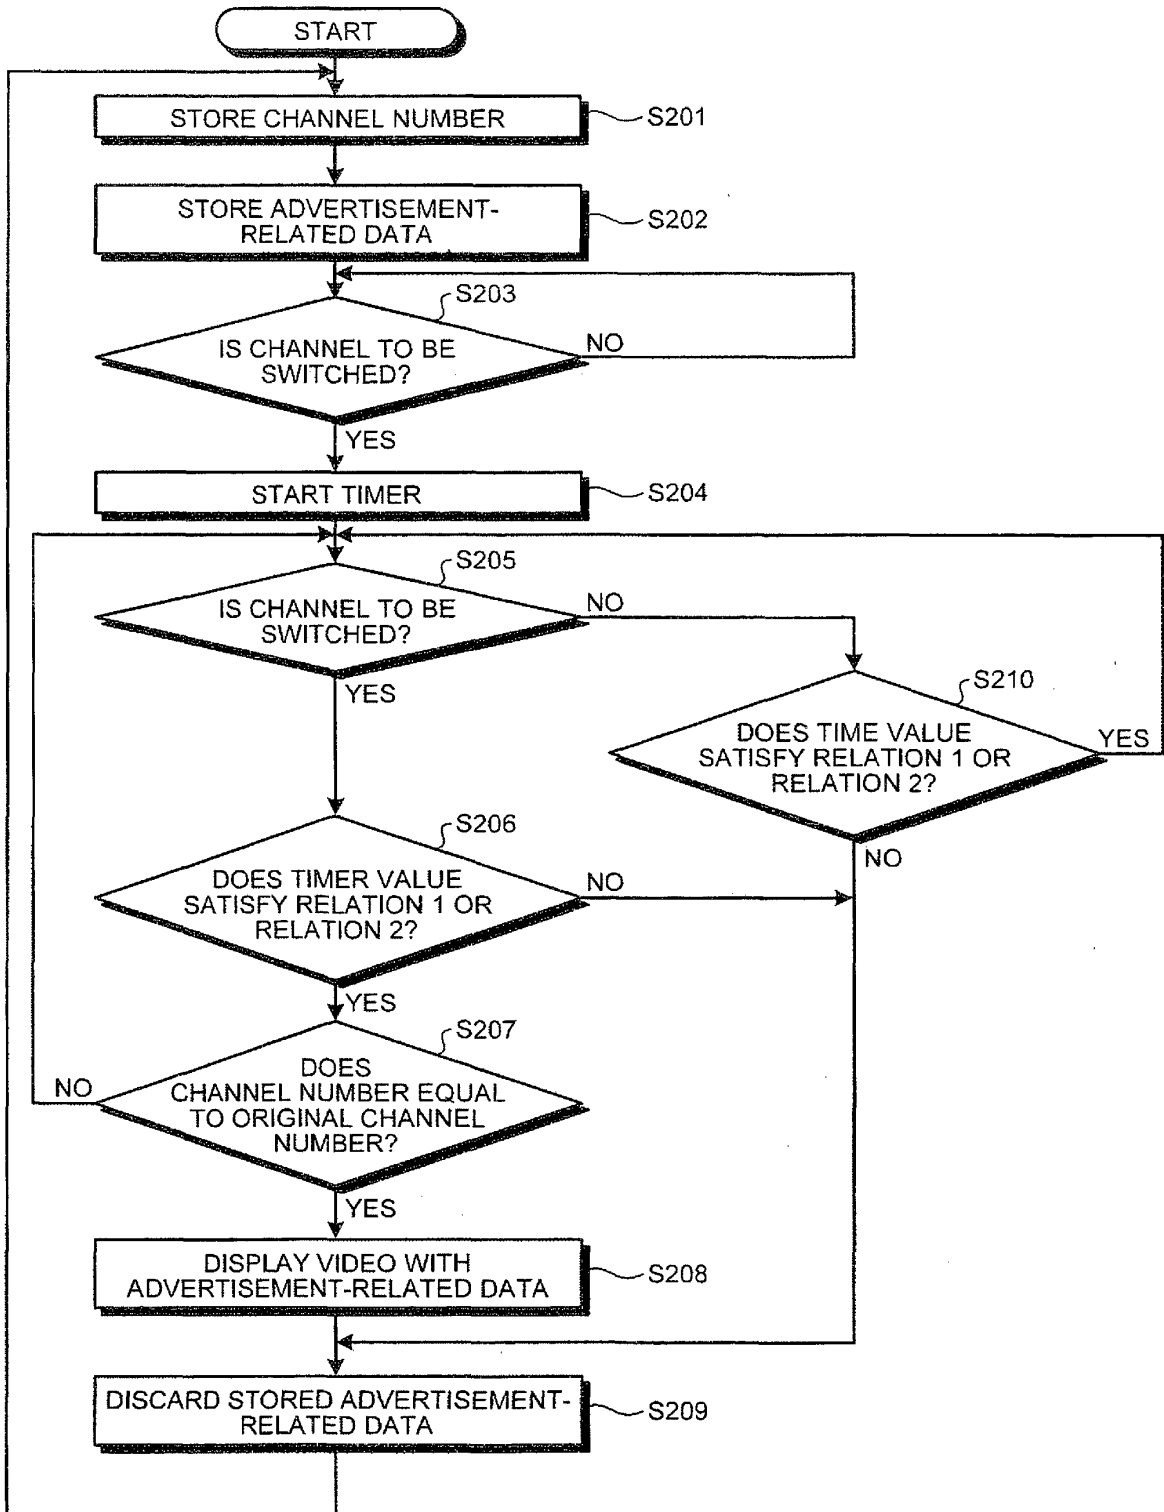 START
STORE CHANNEL NUMBER
S201
STORE ADVERTISEMENT-
RELATED DATA
S202
S203
IS CHANNEL TO BE
SWITCHED?
NO
YES
START TIMER
S204
S205
IS CHANNEL TO BE
SWITCHED?
NO
YES
S210
DOES TIME VALUE
SATISFY RELATION 1 OR
RELATION 2?
YES
NO
S206
DOES TIMER VALUE
SATISFY RELATION 1 OR
RELATION 2?
NO
YES
S207
DOES
CHANNEL NUMBER EQUAL
TO ORIGINAL CHANNEL
NUMBER?
NO
YES
DISPLAY VIDEO WITH
ADVERTISEMENT-RELATED DATA
S208
DISCARD STORED ADVERTISEMENT-
RELATED DATA
S209